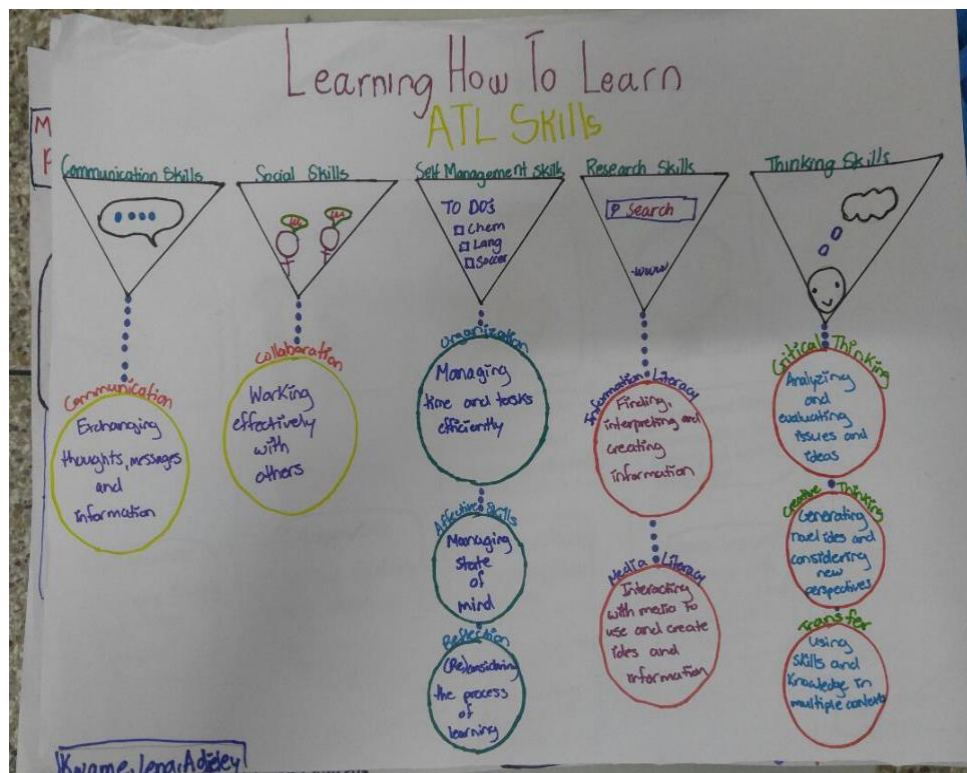 Learning How To Learn
ATL Skills
Communication Skills
Social Skills
Self Management Skills
Research Skills
Thinking Skills
TO DO's
Chem
Lang
Soccer
Search
-www
Communication
Exchanging
thoughts, messages
and
information
Collaboration
Working
effectively
with
others
Organization
Managing
time and tasks
efficiently
Affective Skills
Managing
state
of
mind
Reflection
(Re)considering
the process
of
learning
Information Literacy
Finding,
interpreting and
creating
information
Media Literacy
Interacting
with media to
use and create
ides and
information
Critical Thinking
Analyzing
and
evaluating
issues and
ideas
Creative Thinking
Generating
novel ides and
considering
new
perspectives
Transfer
Using
skills and
knowledge in
multiple contexts
Kwame, Lena, Adjeley